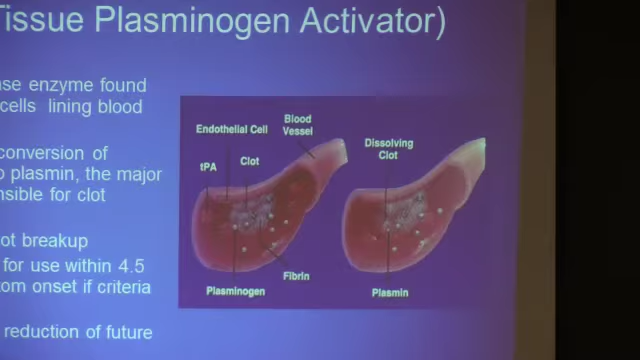 Tissue Plasminogen Activator)
ase enzyme found
cells lining blood
conversion of
o plasmin, the major
nsible for clot
ot breakup
for use within 4.5
tom onset if criteria
reduction of future
Blood
Vessel
Endothelial Cell
tPA
Clot
Fibrin
Plasminogen
Dissolving
Clot
Plasmin